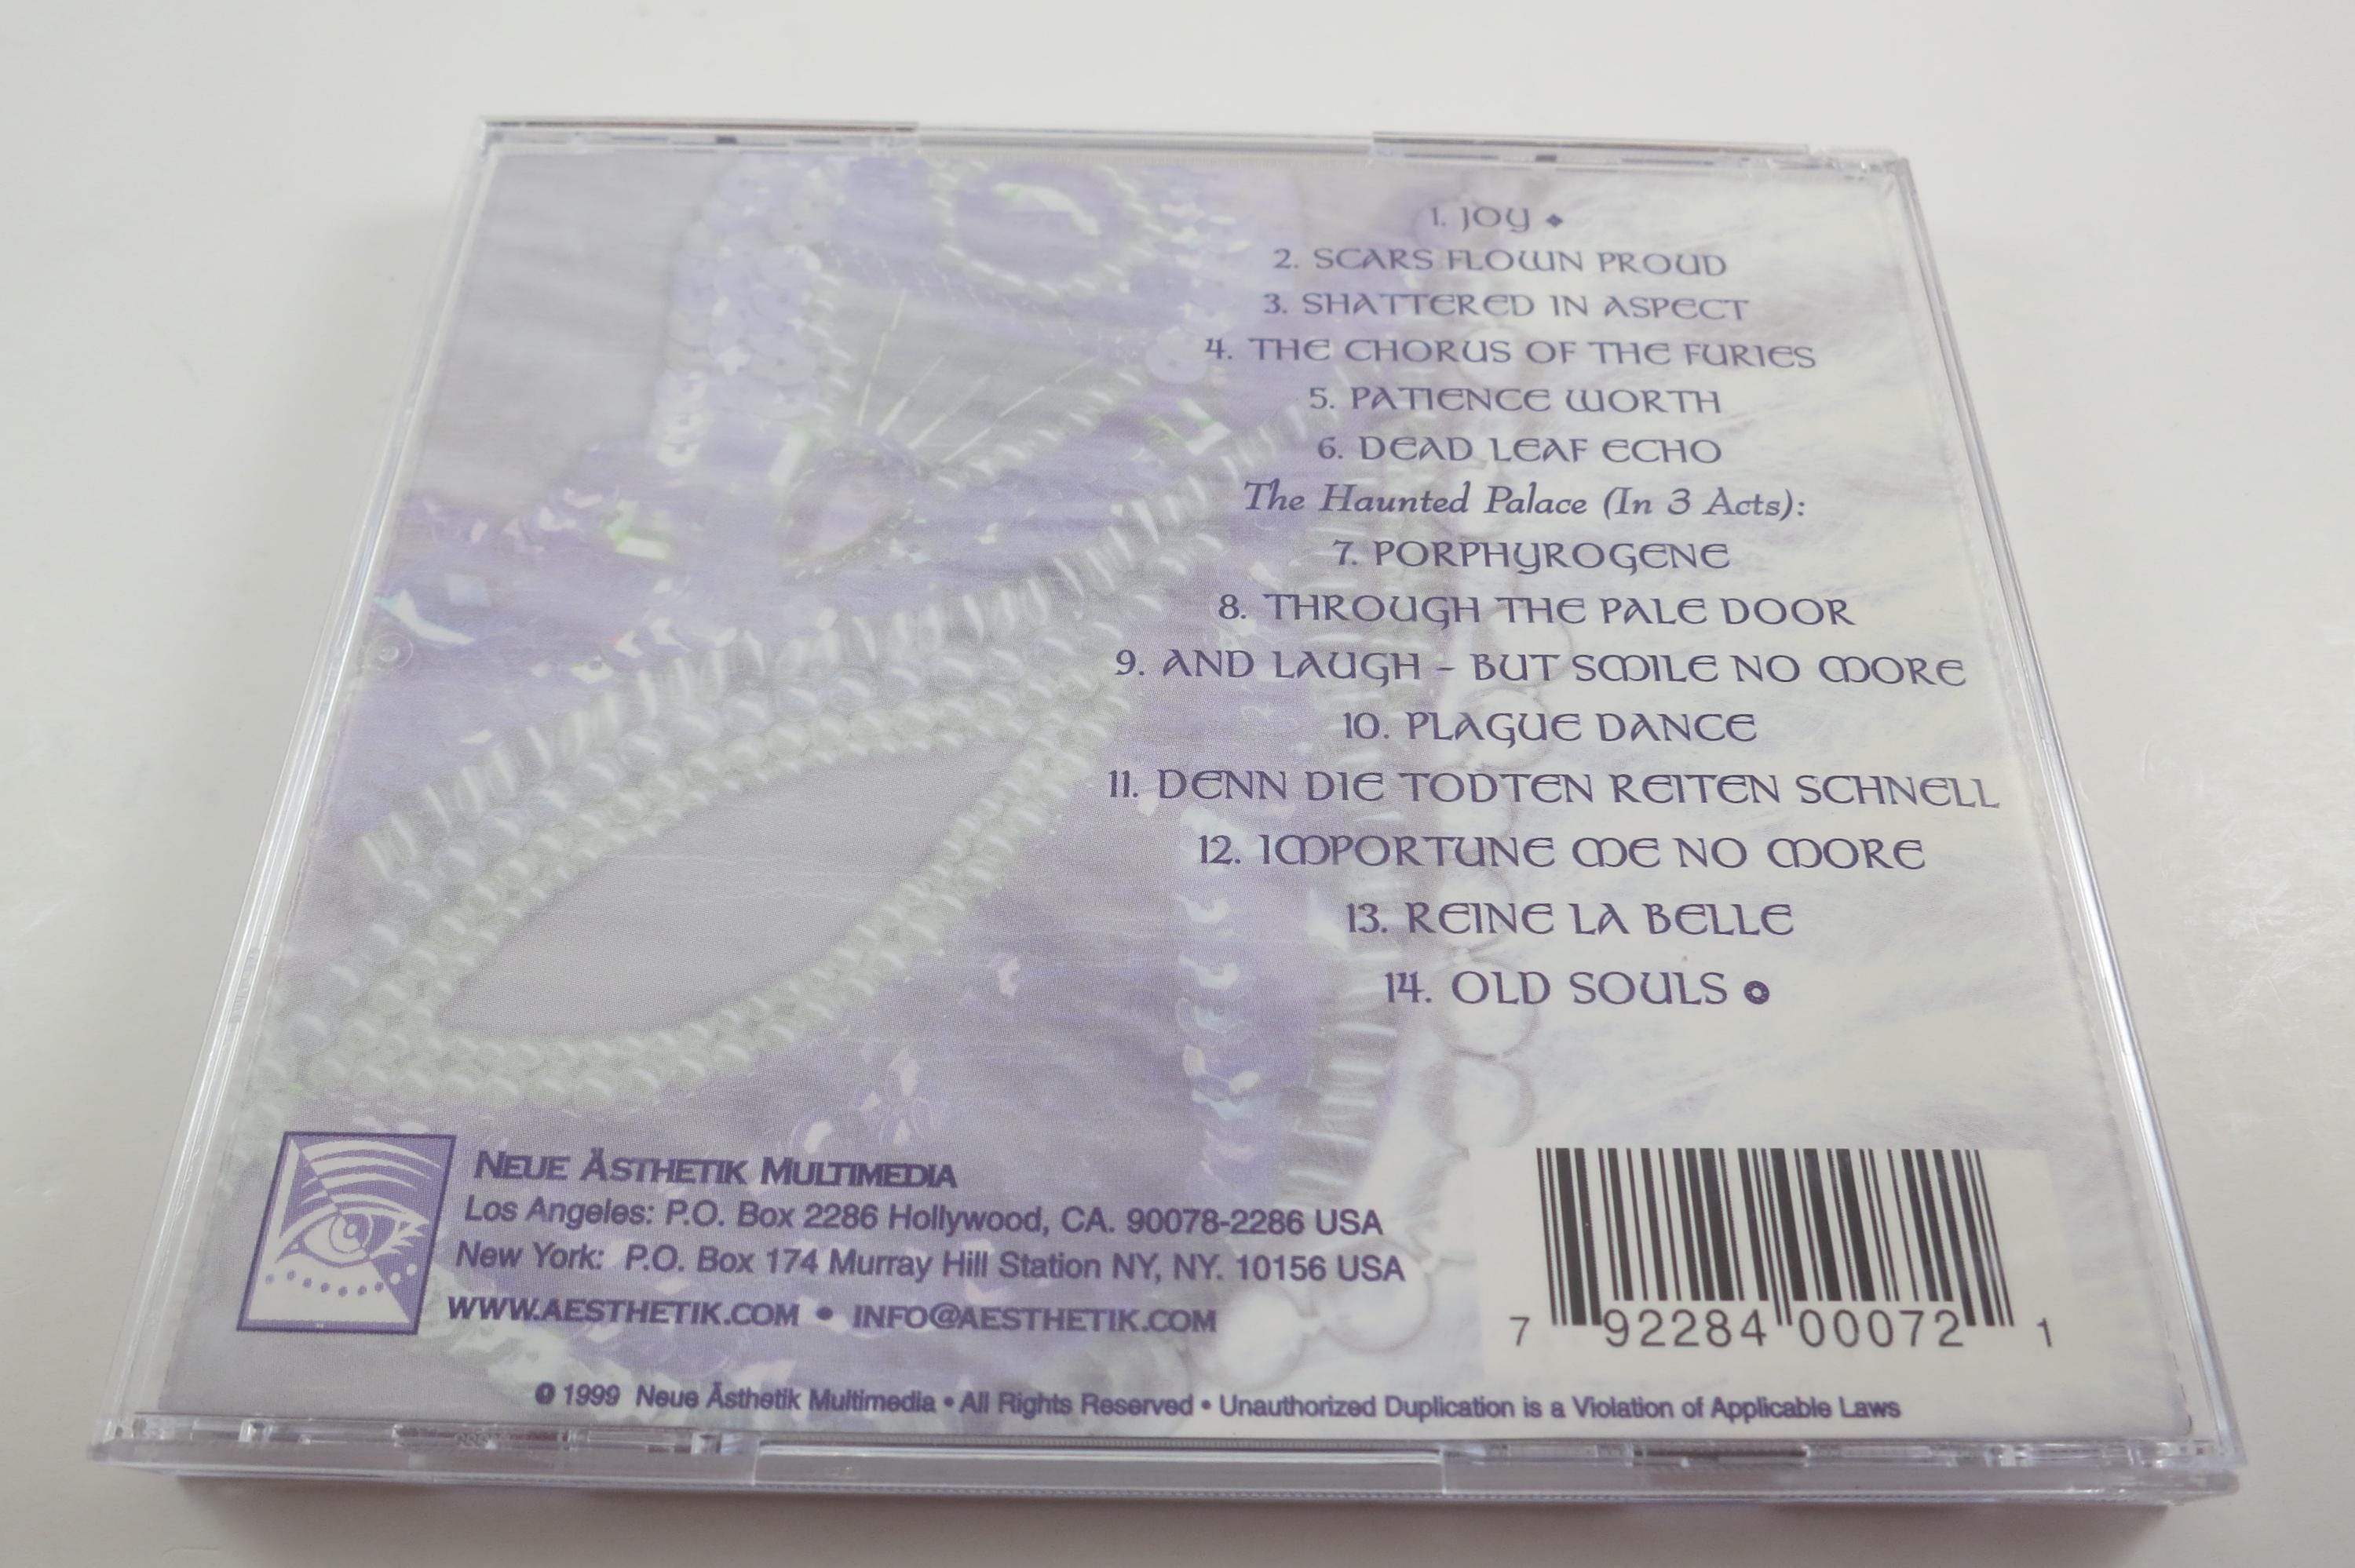 1. JOY
2. SCARS FLOWN PROUD
3. SHATTERED IN ASPECT
4. THE CHORUS OF THE FURIES
5. PATIENCE WORTH
6. DEAD LEAF ECHO
The Haunted Palace (In 3 Acts):
7. PORPHYROGENE
8. THROUGH THE PALE DOOR
9. AND LAUGH – BUT SMILE NO MORE
10. PLAGUE DANCE
11. DENN DIE TODTEN REITEN SCHNELL
12. IMPORTUNE ME NO MORE
13. REINE LA BELLE
14. OLD SOULS
NEUE ÄSTHETIK MULTIMEDIA
Los Angeles: P.O. Box 2286 Hollywood, CA. 90078-2286 USA
New York: P.O. Box 174 Murray Hill Station NY, NY. 10156 USA
WWW.AESTHETIK.COM • INFO@AESTHETIK.COM
7 92284 00072 1
℗ 1999 Neue Ästhetik Multimedia • All Rights Reserved • Unauthorized Duplication is a Violation of Applicable Laws